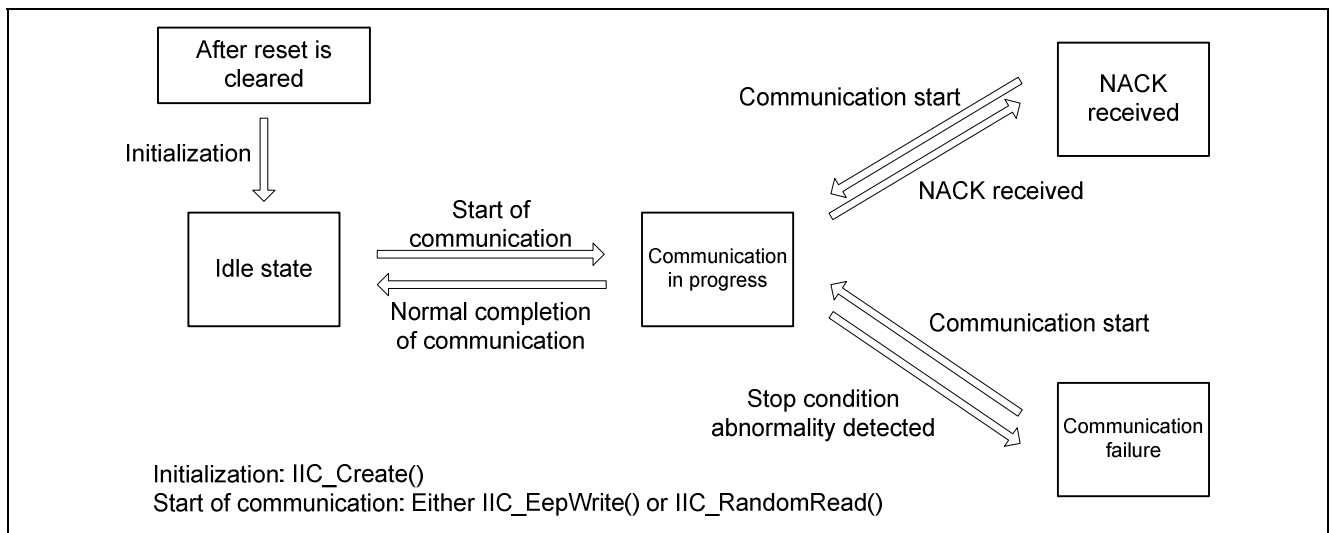 After reset is
cleared
Initialization
Idle state
Start of
communication
Normal completion
of communication
Communication
in progress
Communication start
NACK received
NACK
received
Communication start
Stop condition
abnormality detected
Communication
failure
Initialization: IIC_Create()
Start of communication: Either IIC_EepWrite() or IIC_RandomRead()